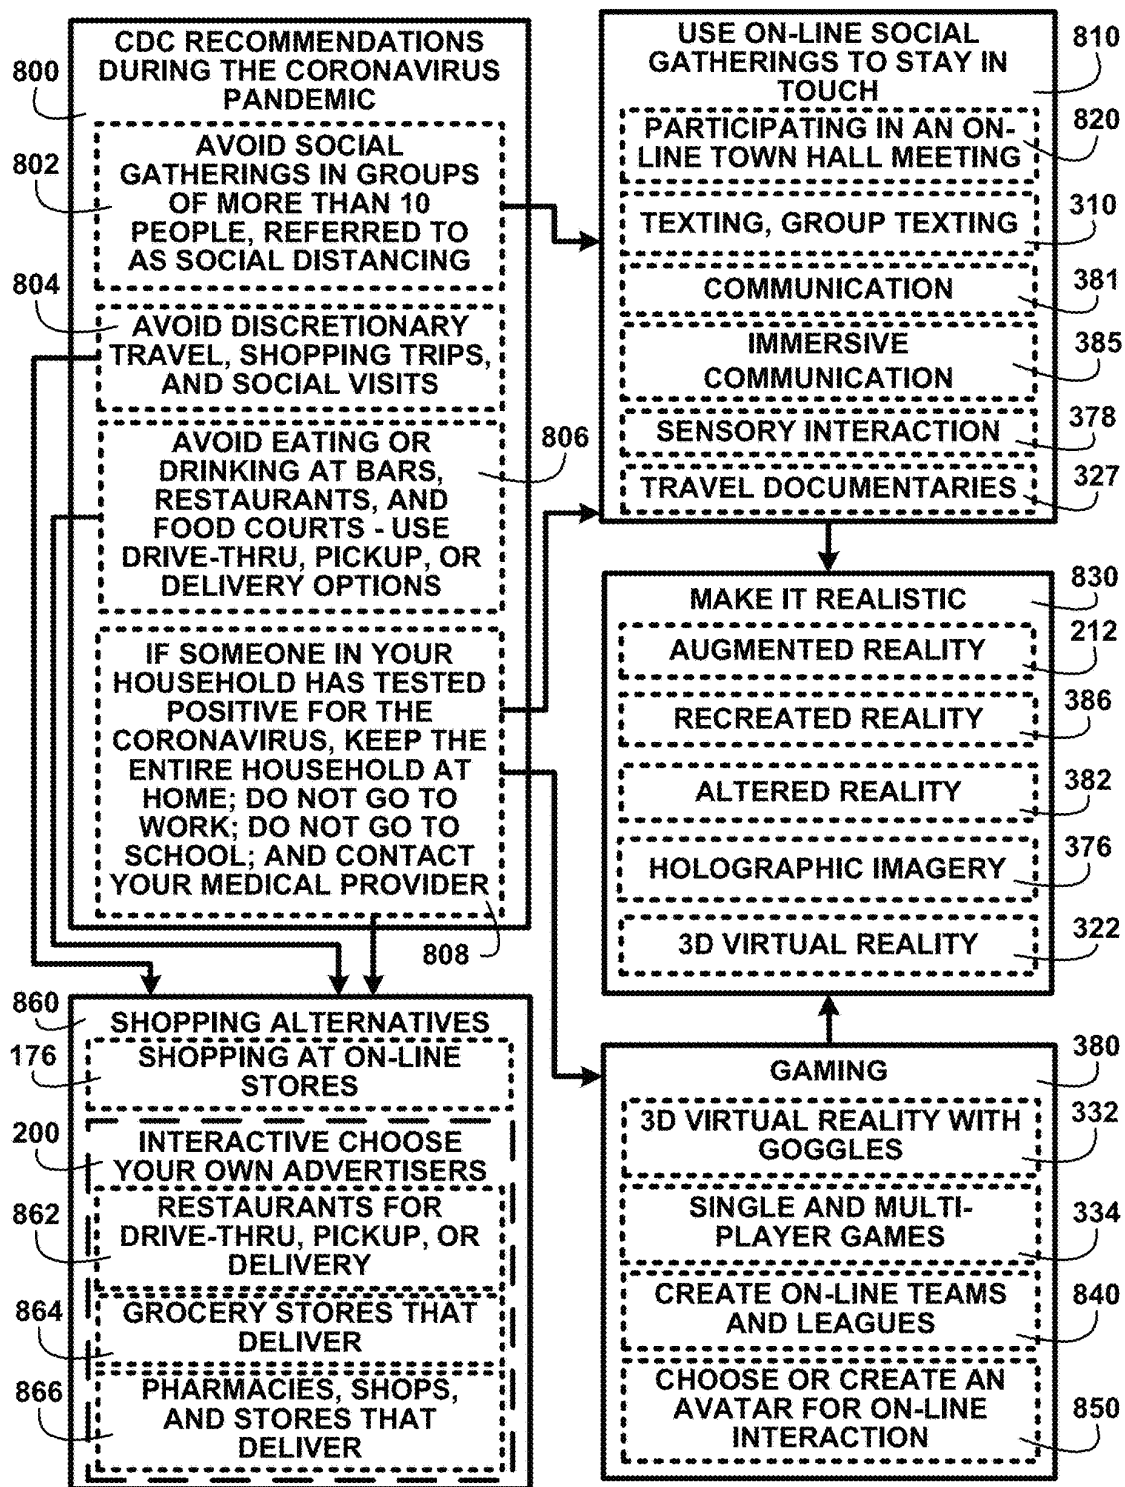 800
CDC RECOMMENDATIONS
DURING THE CORONAVIRUS
PANDEMIC
802
AVOID SOCIAL
GATHERINGS IN GROUPS
OF MORE THAN 10
PEOPLE, REFERRED TO
AS SOCIAL DISTANCING
804
AVOID DISCRETIONARY
TRAVEL, SHOPPING TRIPS,
AND SOCIAL VISITS
806
AVOID EATING OR
DRINKING AT BARS,
RESTAURANTS, AND
FOOD COURTS - USE
DRIVE-THRU, PICKUP, OR
DELIVERY OPTIONS
IF SOMEONE IN YOUR
HOUSEHOLD HAS TESTED
POSITIVE FOR THE
CORONAVIRUS, KEEP THE
ENTIRE HOUSEHOLD AT
HOME; DO NOT GO TO
WORK; DO NOT GO TO
SCHOOL; AND CONTACT
YOUR MEDICAL PROVIDER
808
860
SHOPPING ALTERNATIVES
176
SHOPPING AT ON-LINE
STORES
200
INTERACTIVE CHOOSE
YOUR OWN ADVERTISERS
862
RESTAURANTS FOR
DRIVE-THRU, PICKUP, OR
DELIVERY
864
GROCERY STORES THAT
DELIVER
866
PHARMACIES, SHOPS,
AND STORES THAT
DELIVER
USE ON-LINE SOCIAL
GATHERINGS TO STAY IN
TOUCH
810
PARTICIPATING IN AN ON-
LINE TOWN HALL MEETING
820
TEXTING, GROUP TEXTING
310
COMMUNICATION
381
IMMERSIVE
COMMUNICATION
385
SENSORY INTERACTION
378
TRAVEL DOCUMENTARIES
327
MAKE IT REALISTIC
830
AUGMENTED REALITY
212
RECREATED REALITY
386
ALTERED REALITY
382
HOLOGRAPHIC IMAGERY
376
3D VIRTUAL REALITY
322
GAMING
380
3D VIRTUAL REALITY WITH
GOGGLES
332
SINGLE AND MULTI-
PLAYER GAMES
334
CREATE ON-LINE TEAMS
AND LEAGUES
840
CHOOSE OR CREATE AN
AVATAR FOR ON-LINE
INTERACTION
850